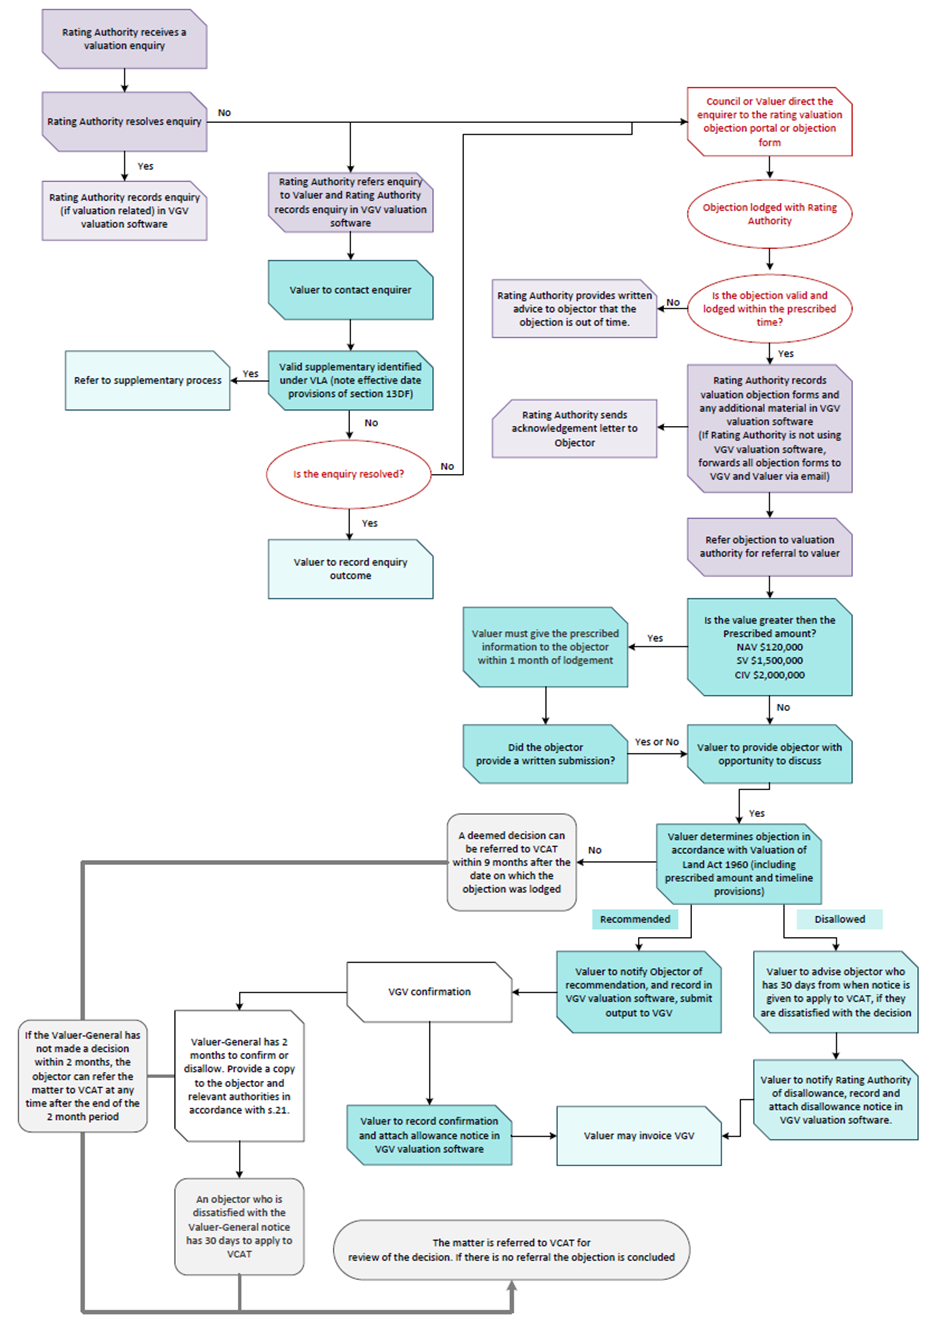 Rating Authority receives a
valuation enquiry
Rating Authority resolves enquiry
No
Yes
Rating Authority records enquiry
(if valuation related) in VGV
valuation software
Rating Authority refers enquiry
to Valuer and Rating Authority
records enquiry in VGV valuation
software
Valuer to contact enquirer
Valid supplementary identified
under VLA (note effective date
provisions of section 13DF)
Yes
Refer to supplementary process
No
Is the enquiry resolved?
No
Yes
Valuer to record enquiry
outcome
Council or Valuer direct the
enquirer to the rating valuation
objection portal or objection
form
Objection lodged with Rating
Authority
Is the objection valid and
lodged within the prescribed
time?
No
Rating Authority provides written
advice to objector that the
objection is out of time.
Yes
Rating Authority records
valuation objection forms and
any additional material in VGV
valuation software
(If Rating Authority is not using
VGV valuation software,
forwards all objection forms to
VGV and Valuer via email)
Rating Authority sends
acknowledgement letter to
Objector
Refer objection to valuation
authority for referral to valuer
Is the value greater then the
Prescribed amount?
NAV $120,000
SV $1,500,000
CIV $2,000,000
Yes
Valuer must give the prescribed
information to the objector
within 1 month of lodgement
No
Did the objector
provide a written submission?
Yes or No
Valuer to provide objector with
opportunity to discuss
Yes
Valuer determines objection in
accordance with Valuation of
Land Act 1960 (including
prescribed amount and timeline
provisions)
No
A deemed decision can
be referred to VCAT
within 9 months after the
date on which the
objection was lodged
Recommended
Disallowed
Valuer to notify Objector of
recommendation, and record in
VGV valuation software, submit
output to VGV
Valuer to advise objector who
has 30 days from when notice is
given to apply to VCAT, if they
are dissatisfied with the decision
VGV confirmation
If the Valuer-General has
not made a decision
within 2 months, the
objector can refer the
matter to VCAT at any
time after the end of the
2 month period
Valuer-General has 2
months to confirm or
disallow. Provide a copy
to the objector and
relevant authorities in
accordance with s.21.
Valuer to record confirmation
and attach allowance notice in
VGV valuation software
Valuer may invoice VGV
Valuer to notify Rating Authority
of disallowance, record and
attach disallowance notice in
VGV valuation software.
An objector who is
dissatisfied with the
Valuer-General notice
has 30 days to apply to
VCAT
The matter is referred to VCAT for
review of the decision. If there is no referral the objection is concluded